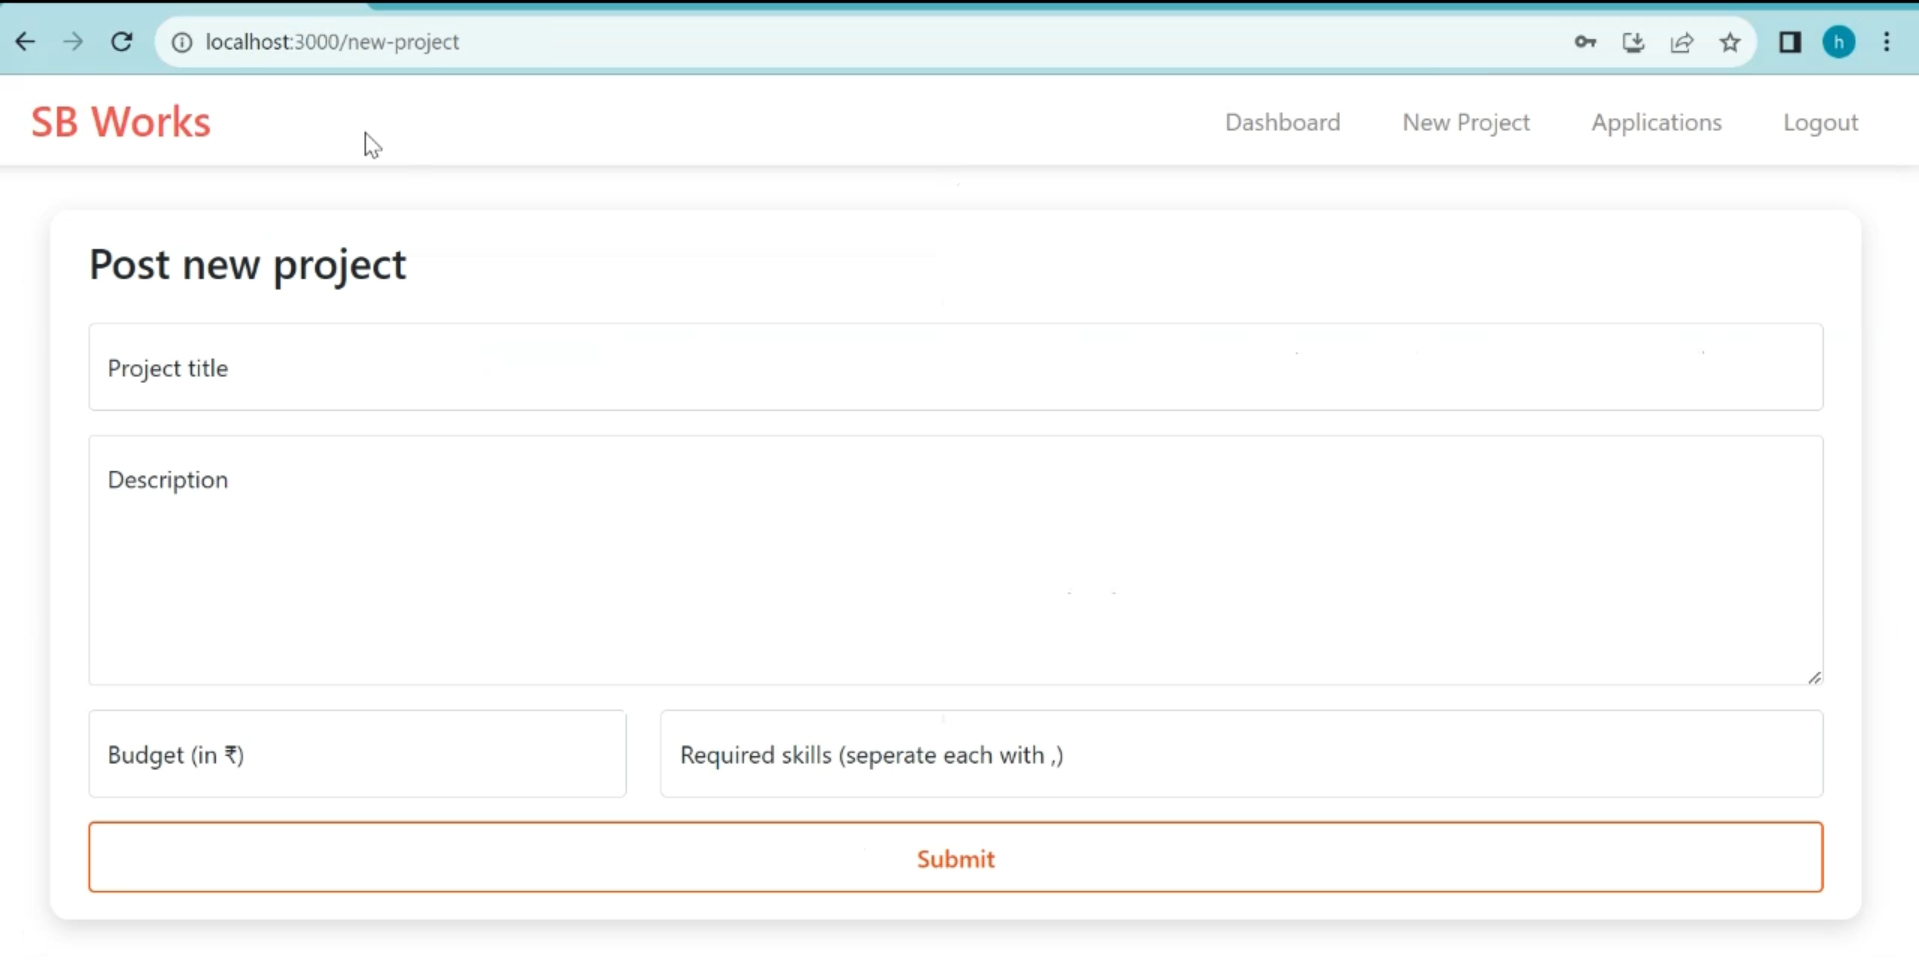 localhost:3000/new-project
h
SB Works
Dashboard
New Project
Applications
Logout
Post new project
Project title
Description
Budget (in ₹)
Required skills (seperate each with ,)
Submit